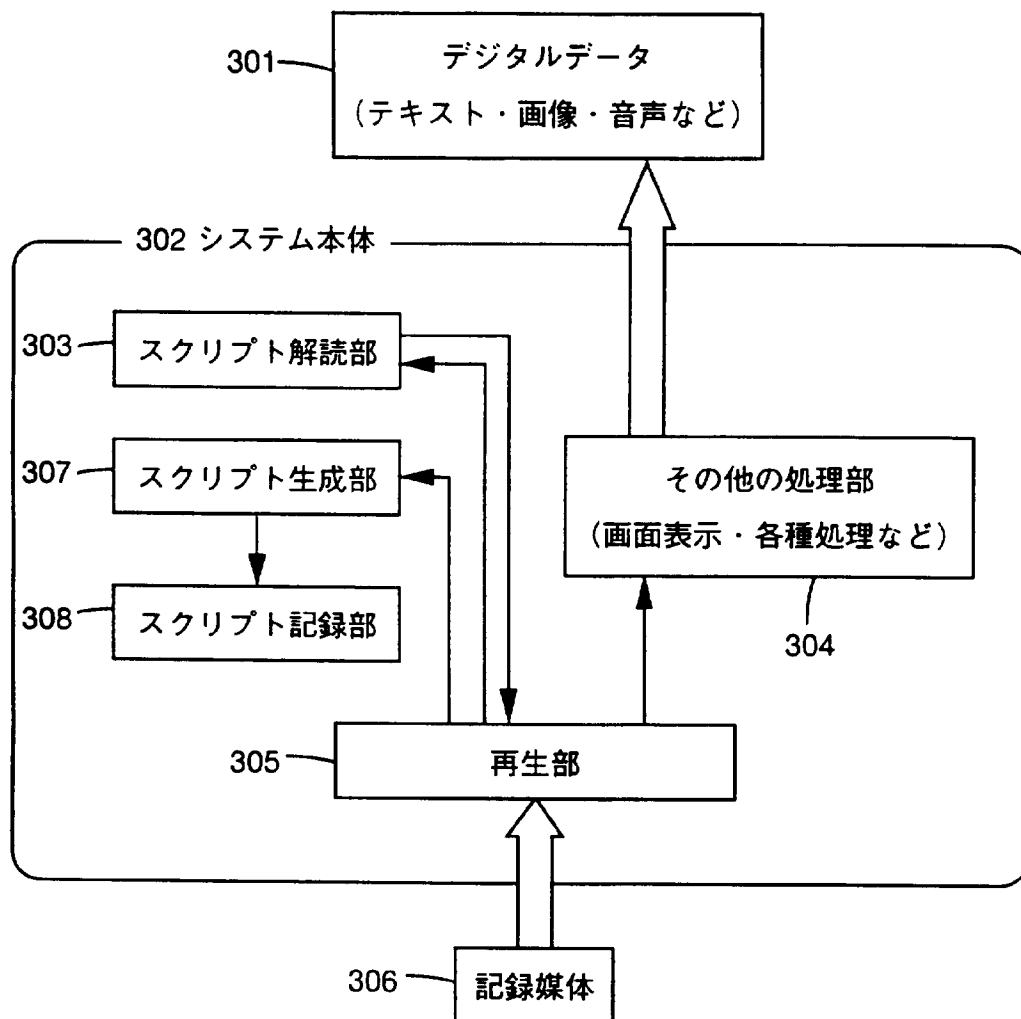 301
デジタルデータ
(テキスト・画像・音声など)
302 システム本体
303
スクリプト解読部
307
スクリプト生成部
308
スクリプト記録部
その他の処理部
(画面表示・各種処理など)
304
305
再生部
306
記録媒体